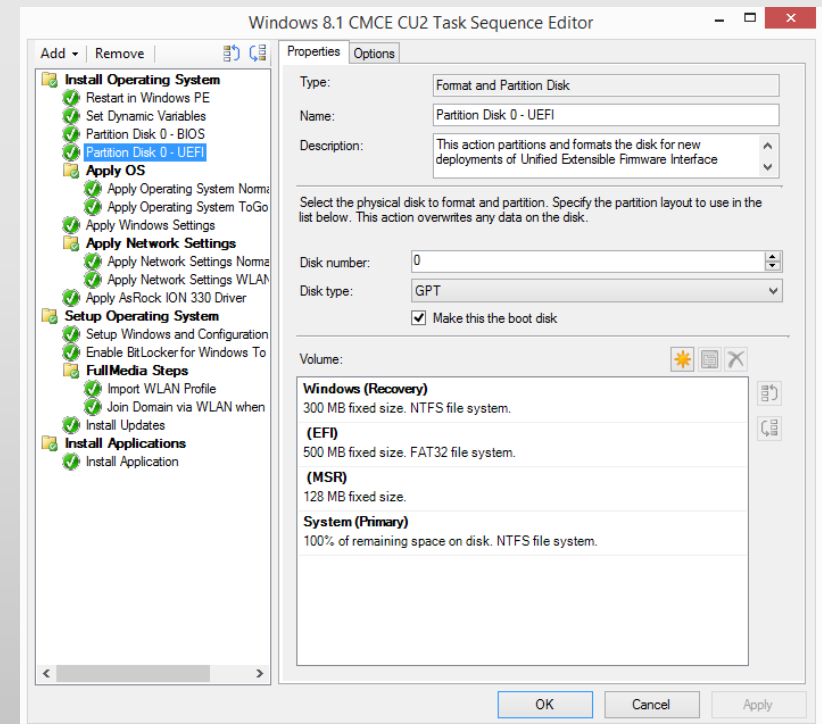 Windows 8.1 CMCE CU2 Task Sequence Editor
Add
Remove
Install Operating System
Restart in Windows PE
Set Dynamic Variables
Partition Disk 0 - BIOS
Partition Disk 0 - UEFI
Apply OS
Apply Operating System Norma
Apply Operating System ToGo
Apply Windows Settings
Apply Network Settings
Apply Network Settings Norma
Apply Network Settings WLAN
Apply AsRock ION 330 Driver
Setup Operating System
Setup Windows and Configuration
Enable BitLocker for Windows To
FullMedia Steps
Import WLAN Profile
Join Domain via WLAN when
Install Updates
Install Applications
Install Application
Properties
Options
Type:
Format and Partition Disk
Name:
Partition Disk 0 - UEFI
Description:
This action partitions and formats the disk for new
deployments of Unified Extensible Firmware Interface
Select the physical disk to format and partition. Specify the partition layout to use in the
list below. This action overwrites any data on the disk.
Disk number:
0
Disk type:
GPT
Make this the boot disk
Volume:
Windows (Recovery)
300 MB fixed size. NTFS file system.
(EFI)
500 MB fixed size. FAT32 file system.
(MSR)
128 MB fixed size.
System (Primary)
100% of remaining space on disk. NTFS file system.
OK
Cancel
Apply